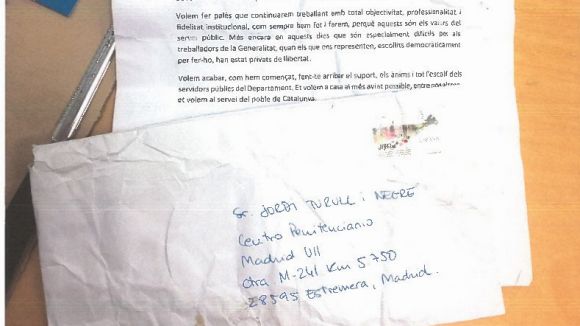 Volem fer palès que continuarem treballant amb total objectivitat, professionalitat i
fidelitat institucional, com sempre hem fet i farem, perquè aquests són els valors del
servei públic. Més encara en aquests dies que són especialment difícils per als
treballadors de la Generalitat, quan els que ens representen, escollits democràticament
per fer-ho, han estat privats de llibertat.
Volem acabar, com hem començat, fent-te arribar el suport, els ànims i tot l'escalf dels
servidors públics del Departament. Et volem a casa al més aviat possible, entre nosaltres
et volem al servei del poble de Catalunya.
Sr. JORDI TURULL i NEGRE
Centro Penitenciario
Madrid VII
Ctra M-241 Km 5'750
28595 Estremera, Madrid.